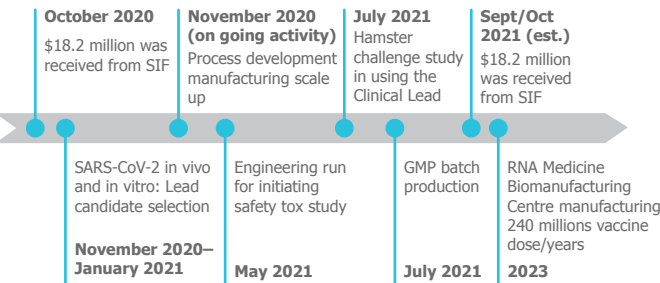 October 2020
$18.2 million was
received from SIF
November 2020
(on going activity)
Process development
manufacturing scale
up
July 2021
Hamster
challenge study
in using the
Clinical Lead
Sept/Oct
2021 (est.)
$18.2 million
was received
from SIF
SARS-CoV-2 in vivo
and in vitro: Lead
candidate selection
November 2020–
January 2021
Engineering run
for initiating
safety tox study
May 2021
GMP batch
production
July 2021
RNA Medicine
Biomanufacturing
Centre manufacturing
240 millions vaccine
dose/years
2023